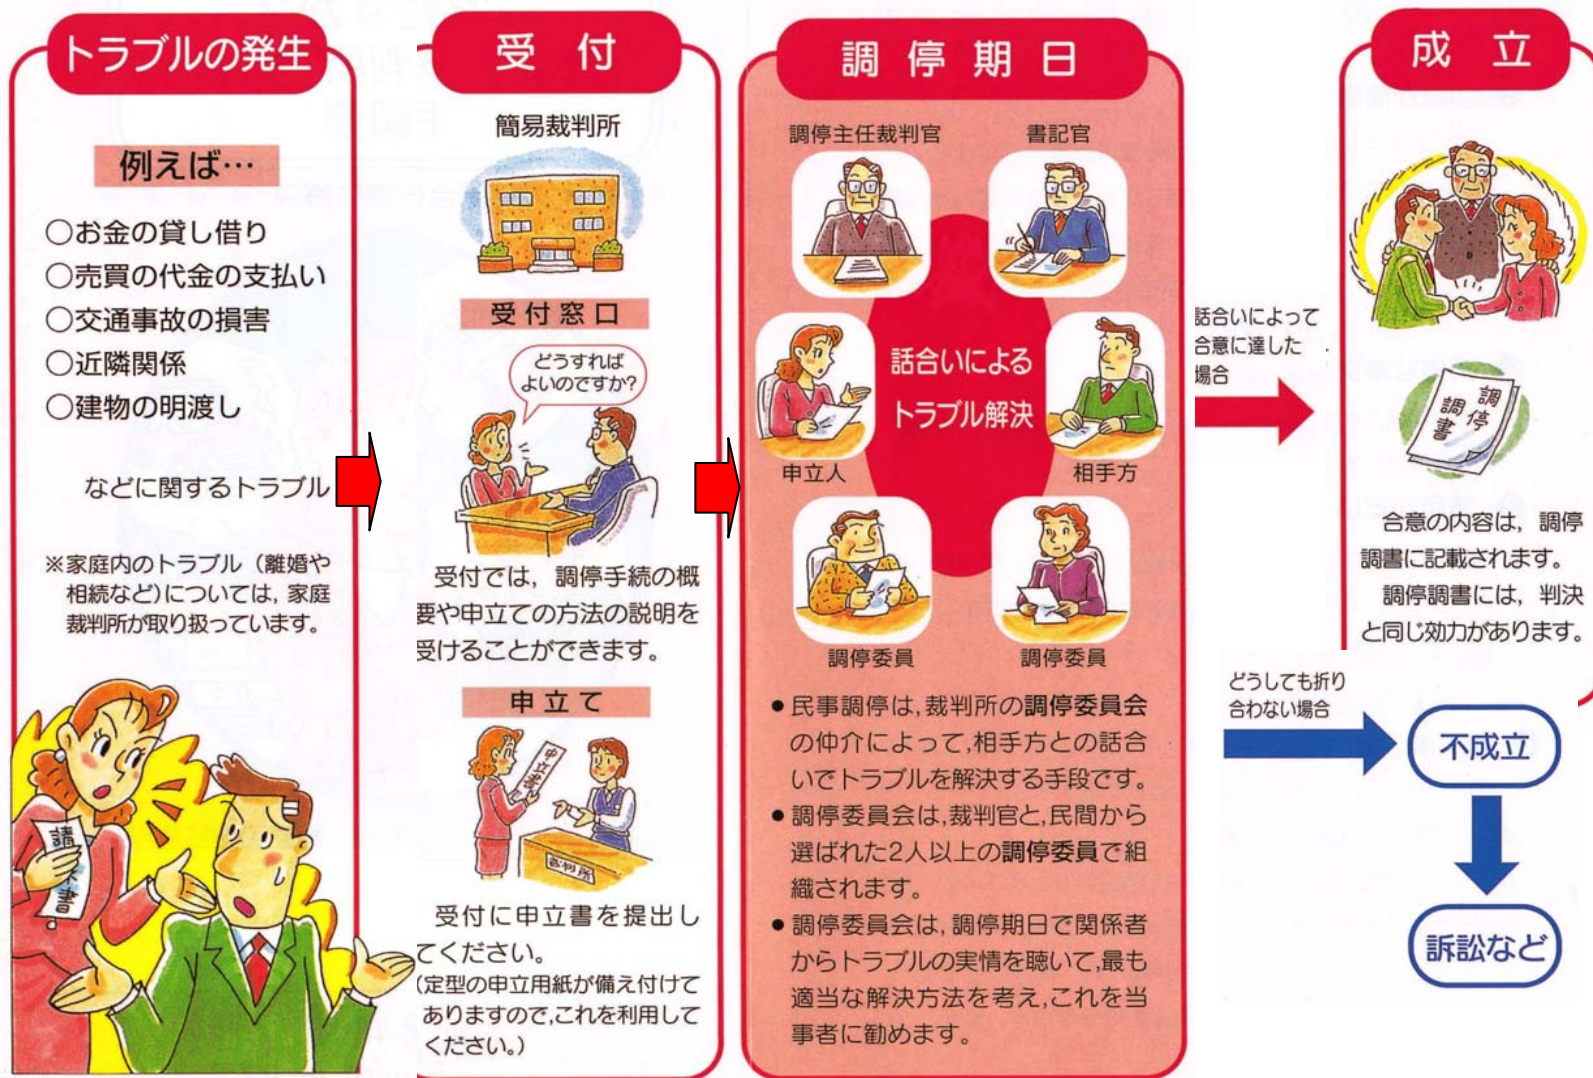 トラブルの発生
例えば…
○お金の貸し借り
○売買の代金の支払い
○交通事故の損害
○近隣関係
○建物の明渡し
などに関するトラブル
※家庭内のトラブル（離婚や
相続など）については,家庭
裁判所が取り扱っています。
受付
簡易裁判所
受付窓口
どうすれば
よいのですか?
受付では，調停手続の概
要や申立ての方法の説明を
受けることができます。
申立て
申立書
裁判所
受付に申立書を提出し
てください。
(定型の申立用紙が備え付けて
ありますので,これを利用して
ください。)
調停期日
調停主任裁判官
書記官
話合いによる
トラブル解決
申立人
相手方
調停委員
調停委員
●民事調停は,裁判所の調停委員会
の仲介によって,相手方との話合
いでトラブルを解決する手段です。
●調停委員会は,裁判官と,民間から
選ばれた2人以上の調停委員で組
織されます。
●調停委員会は,調停期日で関係者
からトラブルの実情を聴いて,最も
適当な解決方法を考え,これを当
事者に勧めます。
話合いによって
合意に達した
場合
成立
調停
調書
合意の内容は，調停
調書に記載されます。
調停調書には，判決
と同じ効力があります。
どうしても折り
合わない場合
不成立
訴訟など